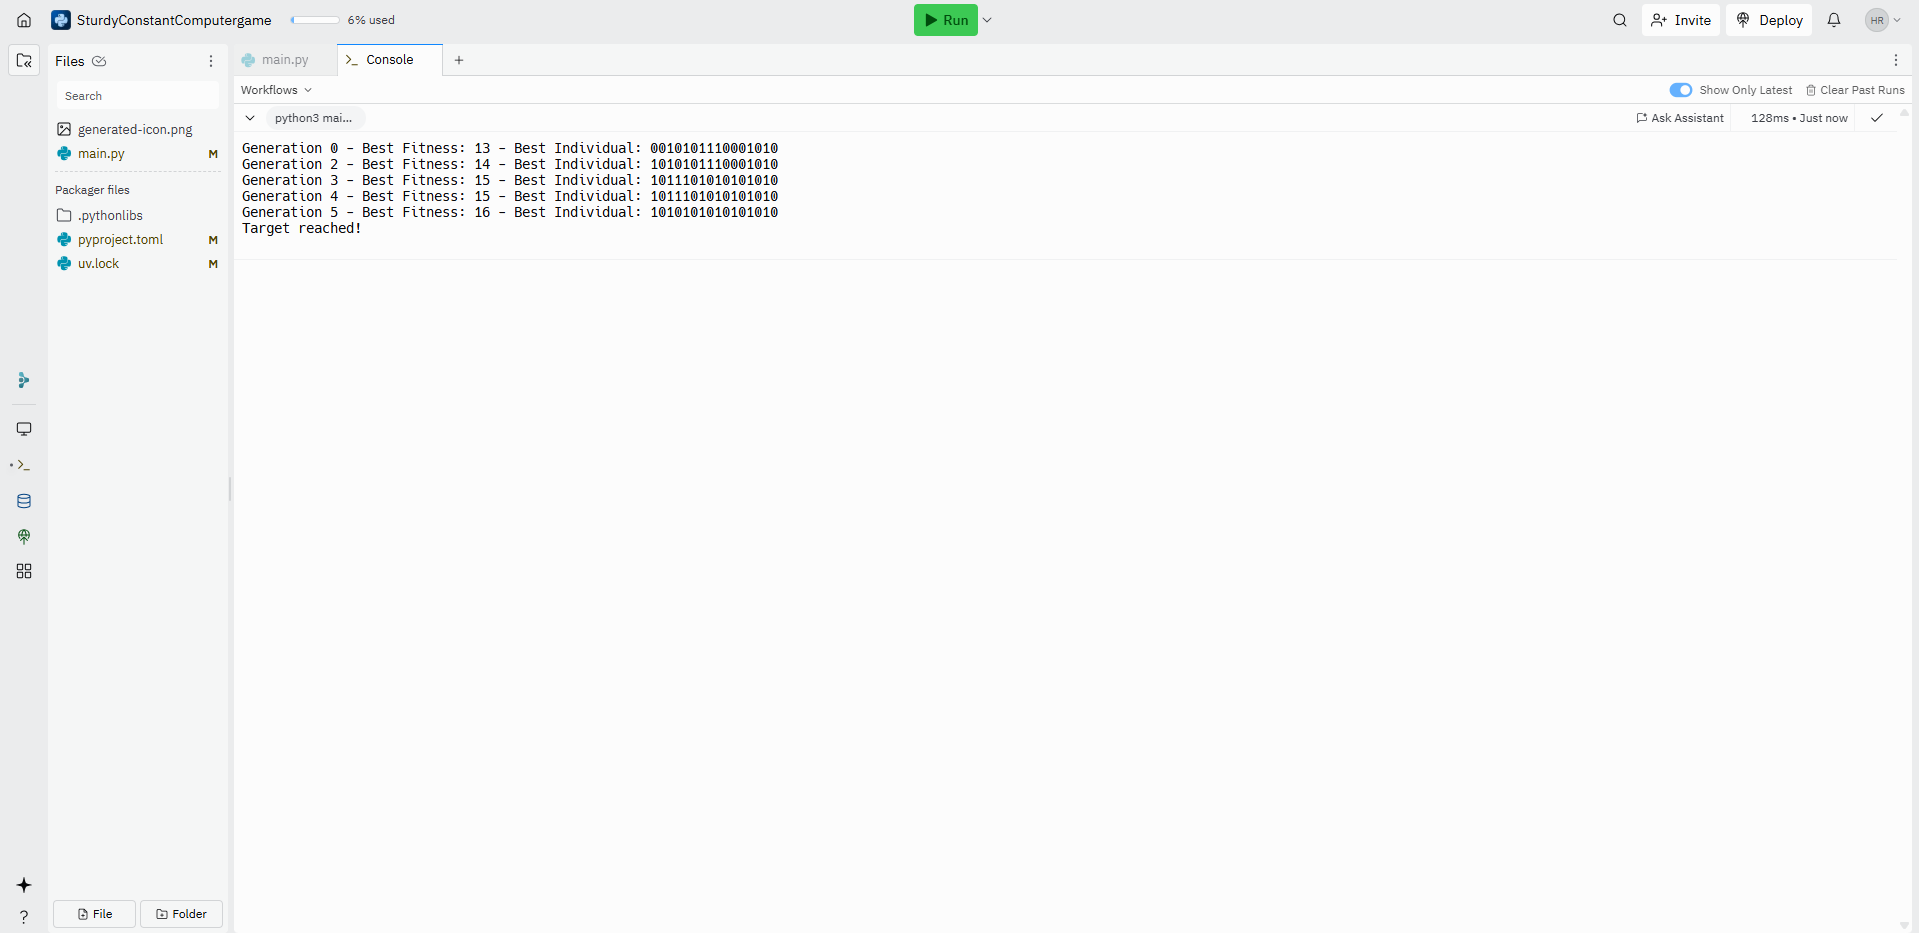 SturdyConstantComputergame
6% used
Run
Invite
Deploy
HR
Files
main.py
Console
Search
Workflows
Show Only Latest
Clear Past Runs
python3 mai...
Ask Assistant
128ms • Just now
generated-icon.png
main.py M
Packager files
.pythonlibs
pyproject.toml M
uv.lock M
Generation 0 - Best Fitness: 13 - Best Individual: 0010101110001010
Generation 2 - Best Fitness: 14 - Best Individual: 1010101110001010
Generation 3 - Best Fitness: 15 - Best Individual: 1011101010101010
Generation 4 - Best Fitness: 15 - Best Individual: 1011101010101010
Generation 5 - Best Fitness: 16 - Best Individual: 1010101010101010
Target reached!
File
Folder